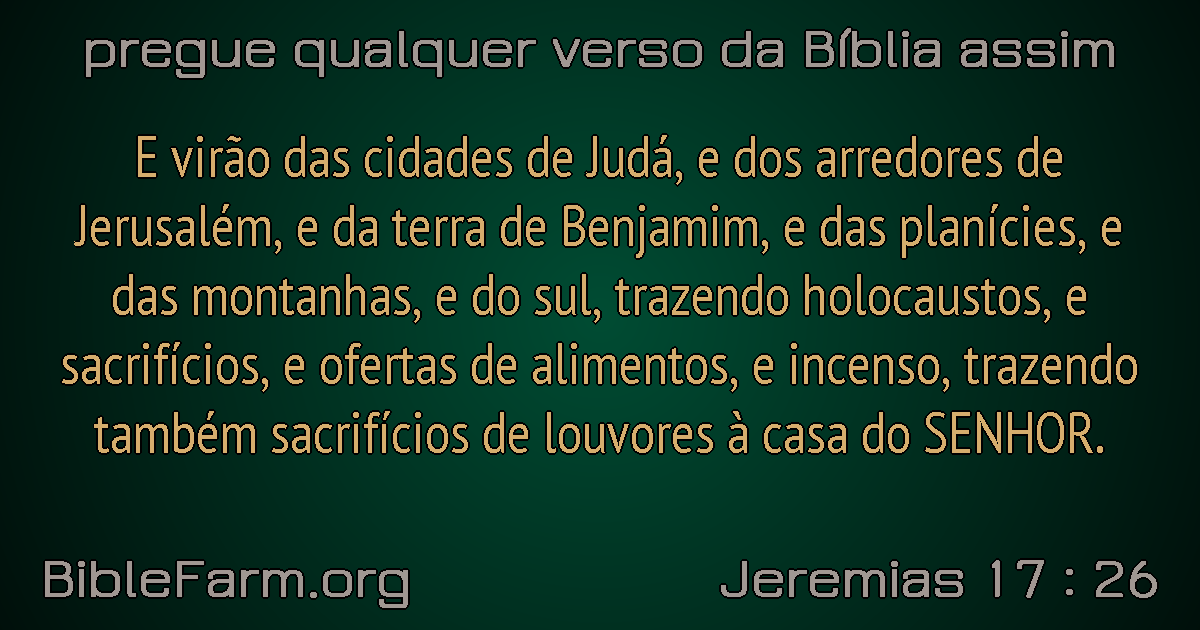 pregue qualquer verso da Bíblia assim
E virão das cidades de Judá, e dos arredores de
Jerusalém, e da terra de Benjamim, e das planícies, e
das montanhas, e do sul, trazendo holocaustos, e
sacrifícios, e ofertas de alimentos, e incenso, trazendo
também sacrifícios de louvores à casa do SENHOR.
BibleFarm.org
Jeremias 17 : 26